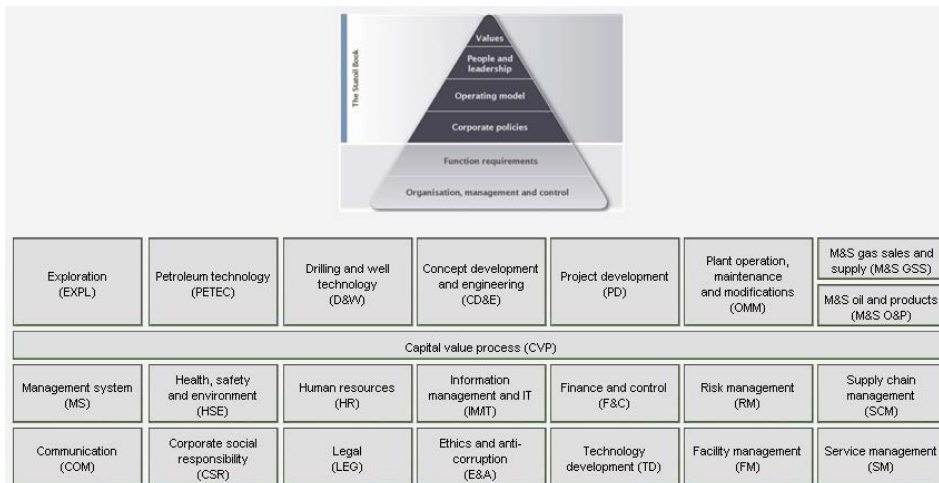 The Statoil Book
Values
People and
leadership
Operating model
Corporate policies
Function requirements
Organisation, management and control
Exploration
(EXPL)
Petroleum technology
(PETEC)
Drilling and well
technology
(D&W)
Concept development
and engineering
(CD&E)
Project development
(PD)
Plant operation,
maintenance
and modifications
(OMM)
M&S gas sales and
supply (M&S GSS)
M&S oil and products
(M&S O&P)
Capital value process (CVP)
Management system
(MS)
Health, safety
and environment
(HSE)
Human resources
(HR)
Information
management and IT
(IM/IT)
Finance and control
(F&C)
Risk management
(RM)
Supply chain
management
(SCM)
Communication
(COM)
Corporate social
responsibility
(CSR)
Legal
(LEG)
Ethics and anti-
corruption
(E&A)
Technology
development (TD)
Facility management
(FM)
Service management
(SM)